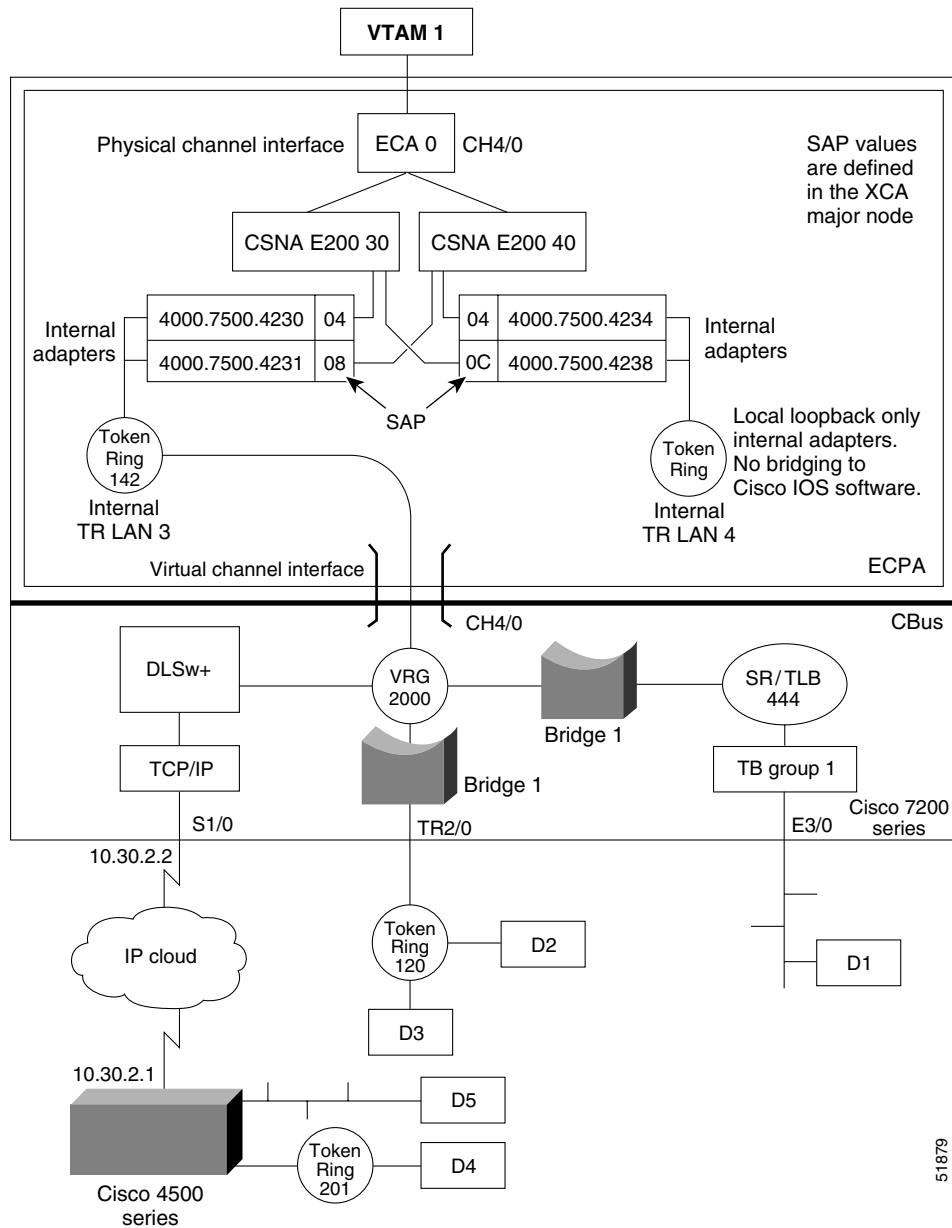 VTAM 1
Physical channel interface
ECA 0
CH4/0
SAP values
are defined
in the XCA
major node
CSNA E200 30
CSNA E200 40
Internal
adapters
4000.7500.4230
04
4000.7500.4231
08
04
4000.7500.4234
0C
4000.7500.4238
Internal
adapters
SAP
Token
Ring
142
Internal
TR LAN 3
Token
Ring
Internal
TR LAN 4
Local loopback only
internal adapters.
No bridging to
Cisco IOS software.
Virtual channel interface
ECPA
CH4/0
CBus
DLSw+
VRG
2000
Bridge 1
SR/TLB
444
TCP/IP
Bridge 1
TB group 1
S1/0
TR2/0
E3/0
Cisco 7200
series
10.30.2.2
IP cloud
Token
Ring
120
D2
D1
D3
10.30.2.1
D5
Token
Ring
201
D4
Cisco 4500
series
51879